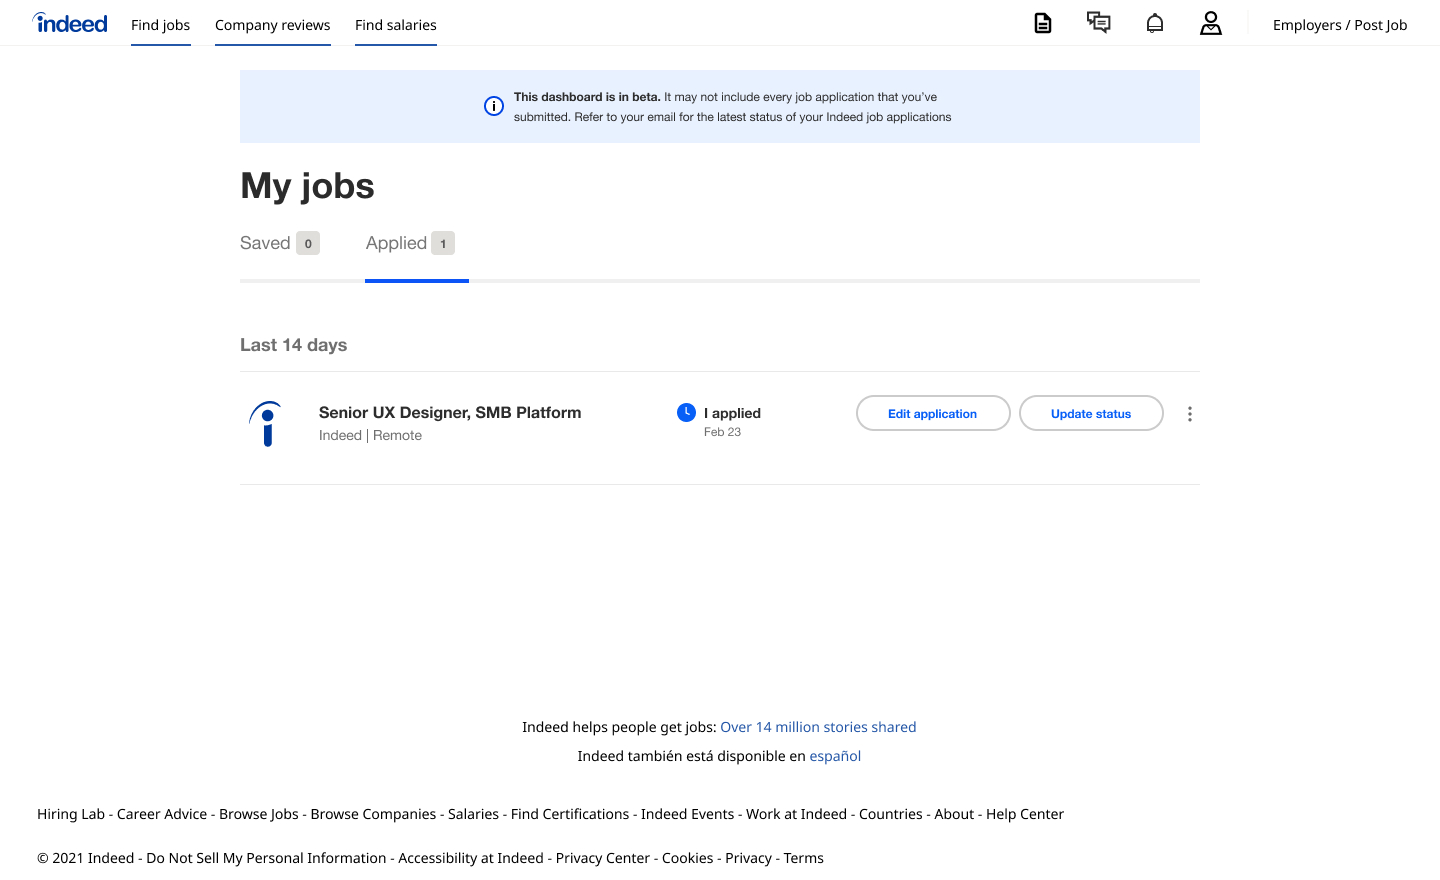 indeed Find jobs Company reviews Find salaries Employers / Post Job
This dashboard is in beta. It may not include every job application that you've
submitted. Refer to your email for the latest status of your Indeed job applications
My jobs
Saved 0 Applied 1
Last 14 days
Senior UX Designer, SMB Platform I applied Edit application Update status
Indeed | Remote Feb 23
Indeed helps people get jobs: Over 14 million stories shared
Indeed también está disponible en español
Hiring Lab - Career Advice - Browse Jobs - Browse Companies - Salaries - Find Certifications - Indeed Events - Work at Indeed - Countries - About - Help Center
© 2021 Indeed - Do Not Sell My Personal Information - Accessibility at Indeed - Privacy Center - Cookies - Privacy - Terms